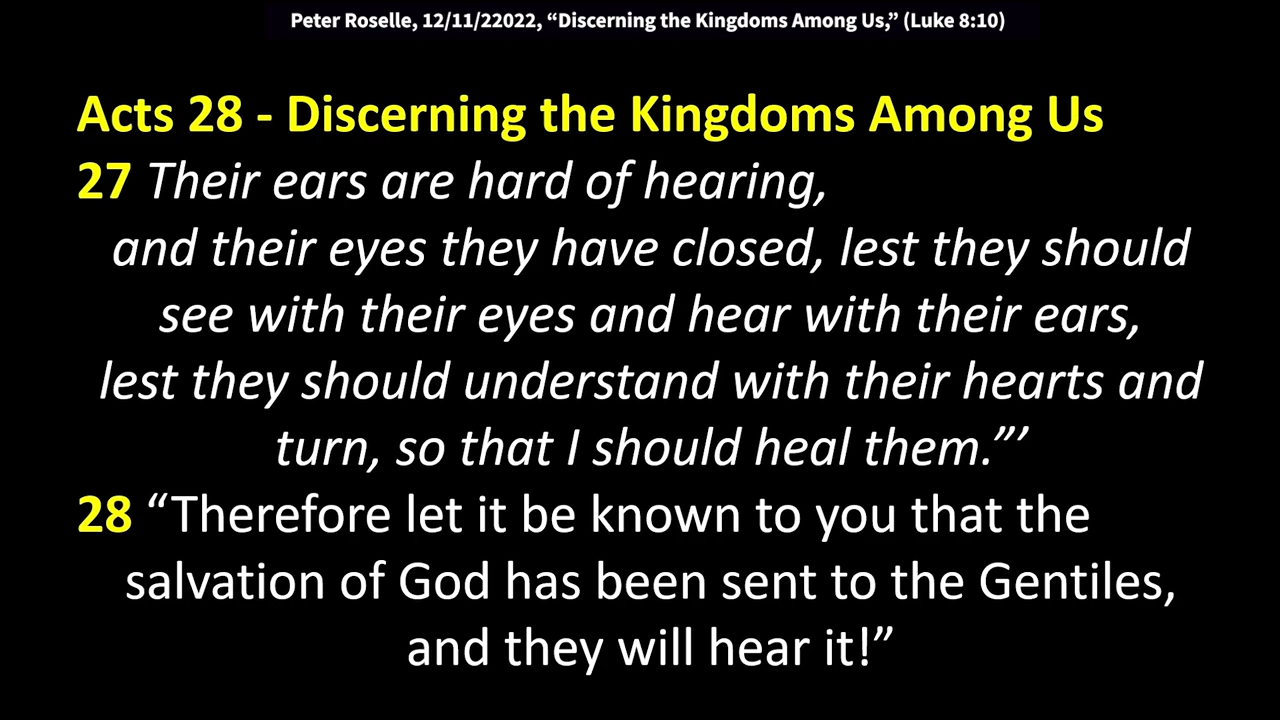 Peter Roselle, 12/11/22022, “Discerning the Kingdoms Among Us,” (Luke 8:10)
Acts 28 - Discerning the Kingdoms Among Us
27 Their ears are hard of hearing,
and their eyes they have closed, lest they should
see with their eyes and hear with their ears,
lest they should understand with their hearts and
turn, so that I should heal them.”’
28 “Therefore let it be known to you that the
salvation of God has been sent to the Gentiles,
and they will hear it!”